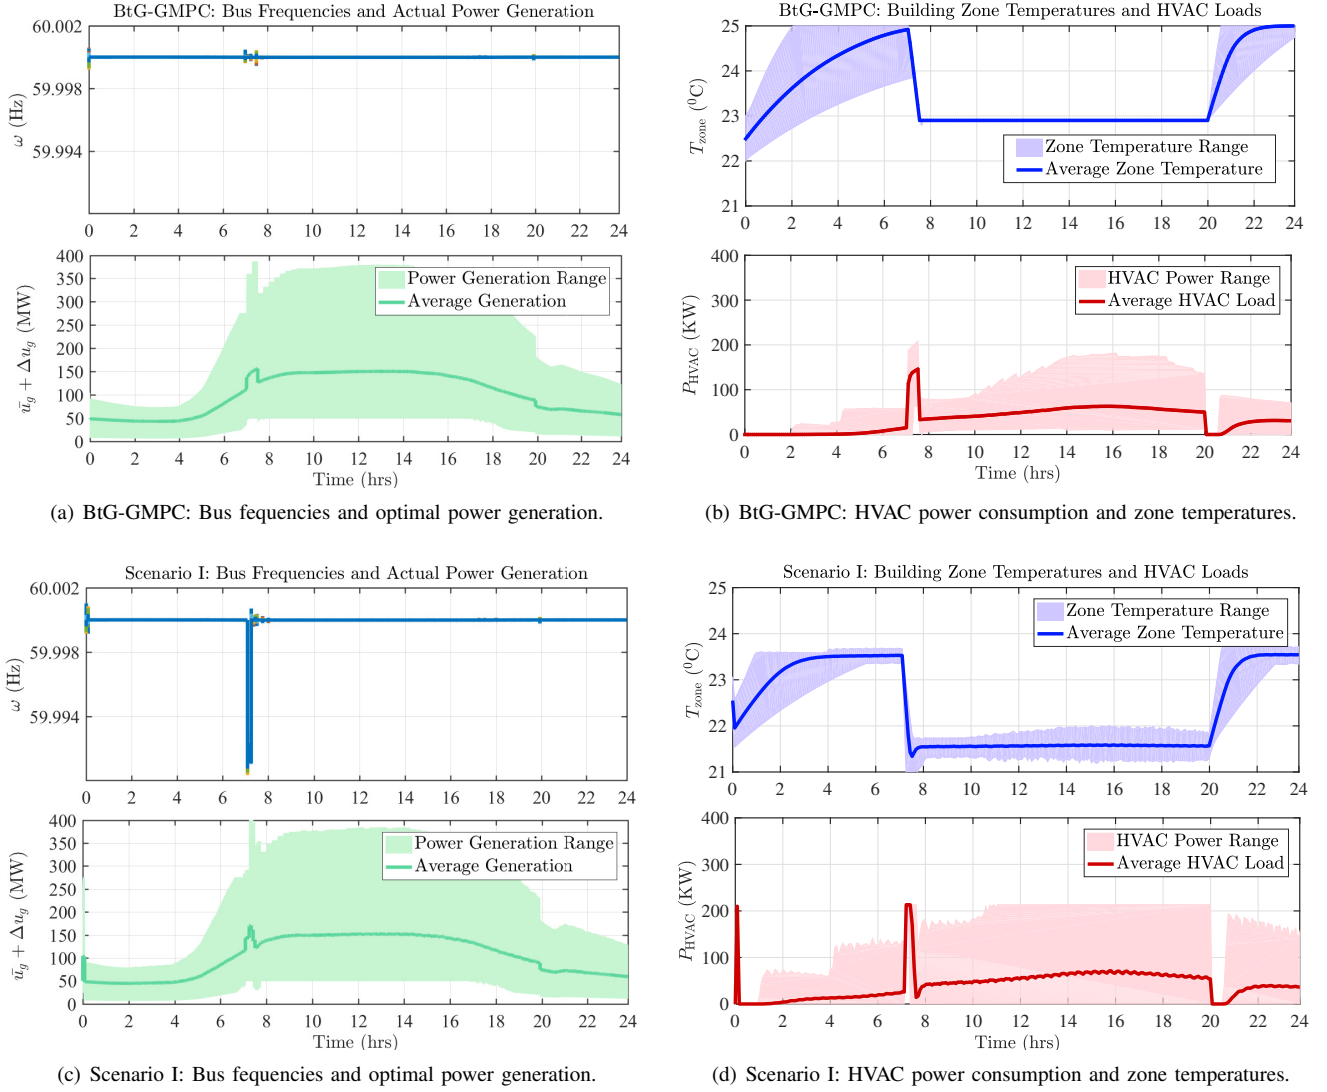 BtG-GMPC: Bus Frequencies and Actual Power Generation
60.002
59.998
59.994
ω (Hz)
0 2 4 6 8 10 12 14 16 18 20 22 24
400
350
300
250
200
150
100
50
0
ū_g + Δu_g (MW)
Power Generation Range
Average Generation
0 2 4 6 8 10 12 14 16 18 20 22 24
Time (hrs)
(a) BtG-GMPC: Bus fequencies and optimal power generation.
BtG-GMPC: Building Zone Temperatures and HVAC Loads
25
24
23
22
21
T_zone (⁰C)
Zone Temperature Range
Average Zone Temperature
0 2 4 6 8 10 12 14 16 18 20 22 24
400
300
200
100
0
P_HVAC (KW)
HVAC Power Range
Average HVAC Load
0 2 4 6 8 10 12 14 16 18 20 22 24
Time (hrs)
(b) BtG-GMPC: HVAC power consumption and zone temperatures.
Scenario I: Bus Frequencies and Actual Power Generation
60.002
59.998
59.994
ω (Hz)
0 2 4 6 8 10 12 14 16 18 20 22 24
400
350
300
250
200
150
100
50
0
ū_g + Δu_g (MW)
Power Generation Range
Average Generation
0 2 4 6 8 10 12 14 16 18 20 22 24
Time (hrs)
(c) Scenario I: Bus fequencies and optimal power generation.
Scenario I: Building Zone Temperatures and HVAC Loads
25
24
23
22
21
T_zone (⁰C)
Zone Temperature Range
Average Zone Temperature
0 2 4 6 8 10 12 14 16 18 20 22 24
400
300
200
100
0
P_HVAC (KW)
HVAC Power Range
Average HVAC Load
0 2 4 6 8 10 12 14 16 18 20 22 24
Time (hrs)
(d) Scenario I: HVAC power consumption and zone temperatures.